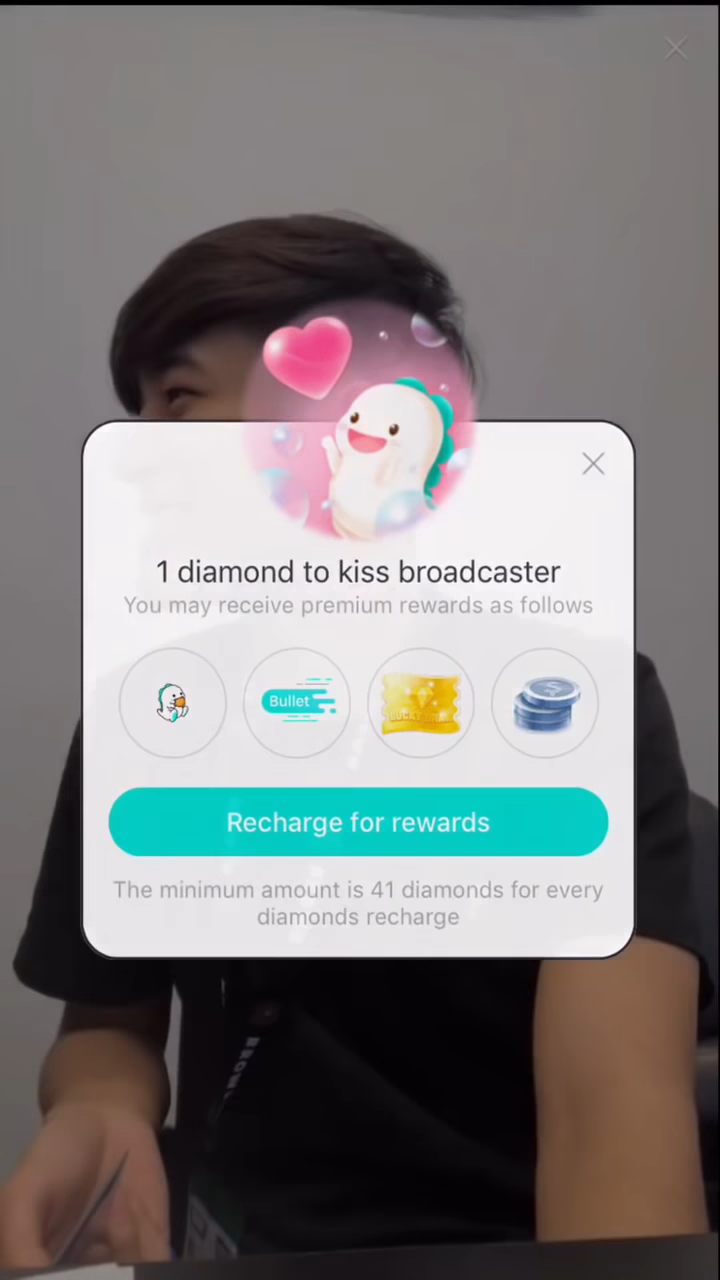 1 diamond to kiss broadcaster
You may receive premium rewards as follows
Bullet
LUCKY
Recharge for rewards
The minimum amount is 41 diamonds for every
diamonds recharge